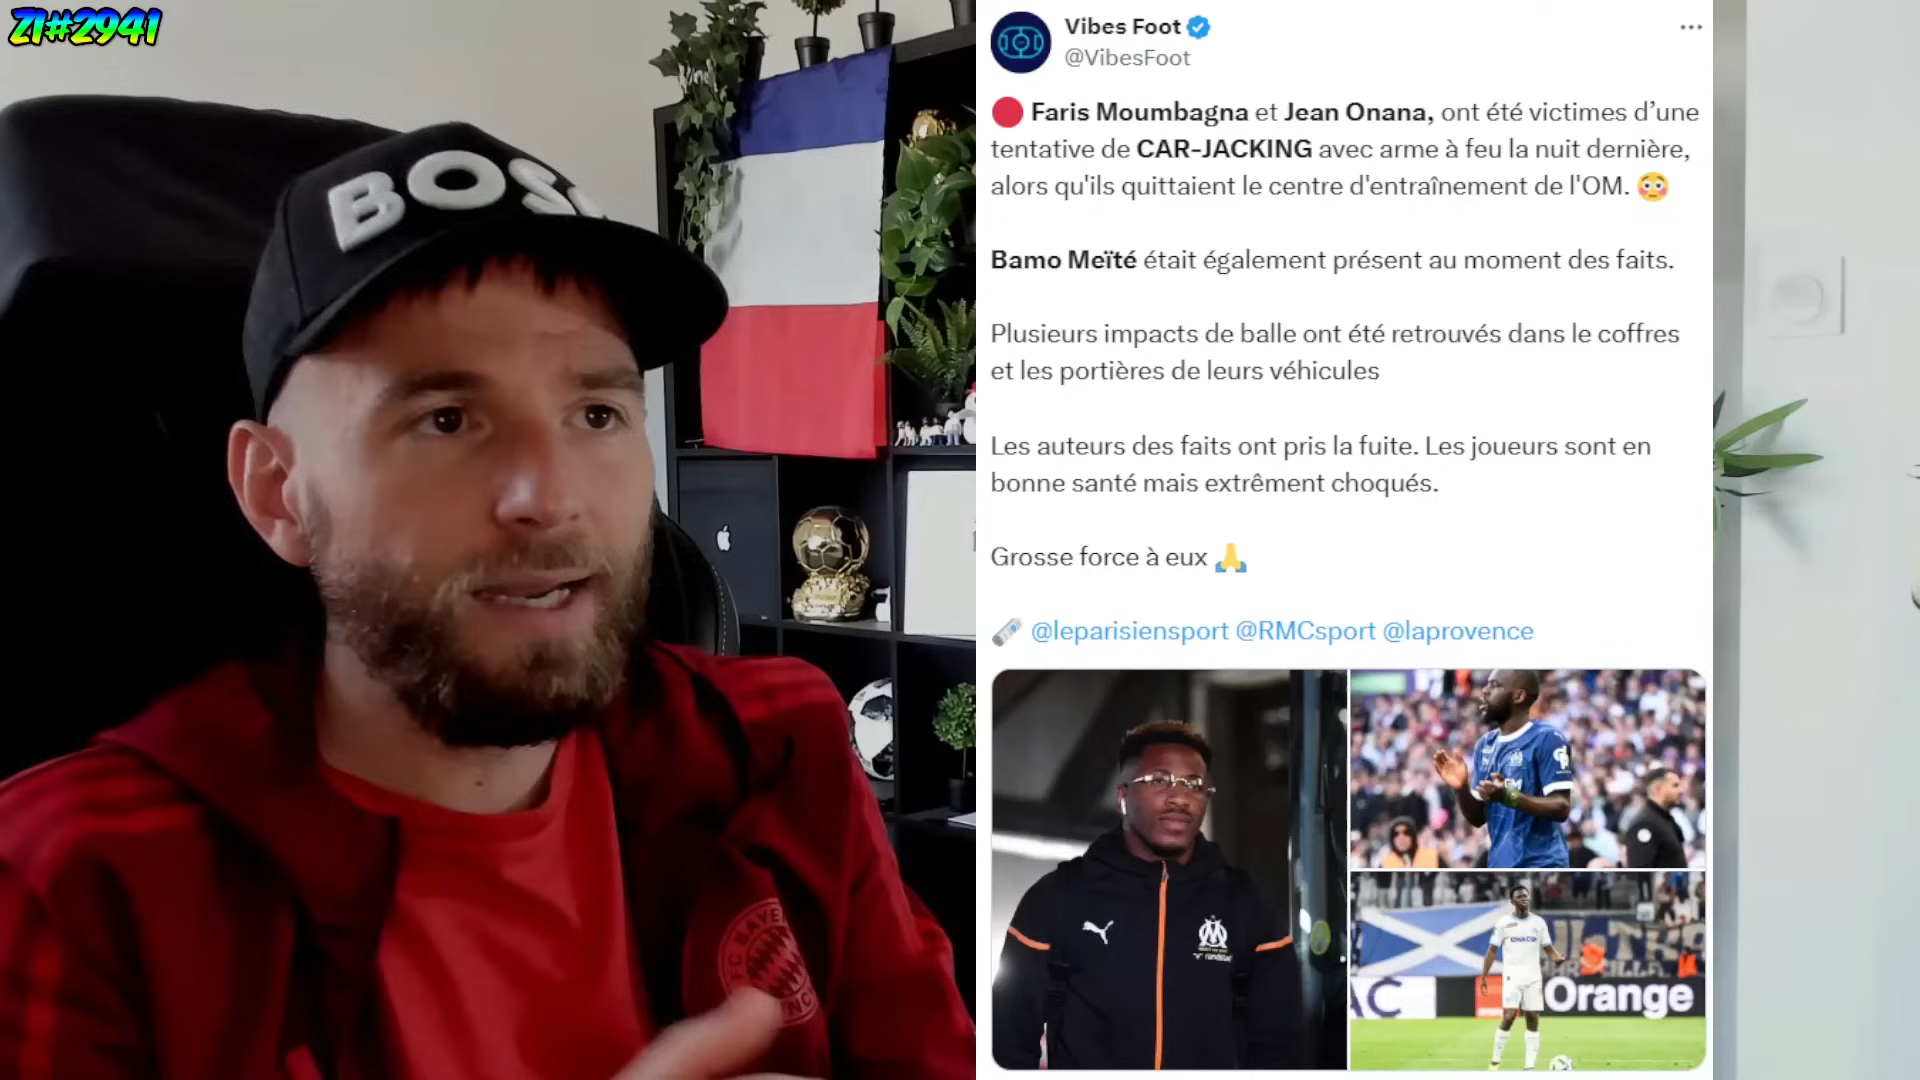 ZI#2941
BOSS
Vibes Foot
@VibesFoot
Faris Moumbagna et Jean Onana, ont été victimes d’une
tentative de CAR-JACKING avec arme à feu la nuit dernière,
alors qu'ils quittaient le centre d'entraînement de l'OM.
Bamo Meïté était également présent au moment des faits.
Plusieurs impacts de balle ont été retrouvés dans le coffres
et les portières de leurs véhicules
Les auteurs des faits ont pris la fuite. Les joueurs sont en
bonne santé mais extrêment choqués.
Grosse force à eux
@leparisiensport @RMCsport @laprovence
Orange